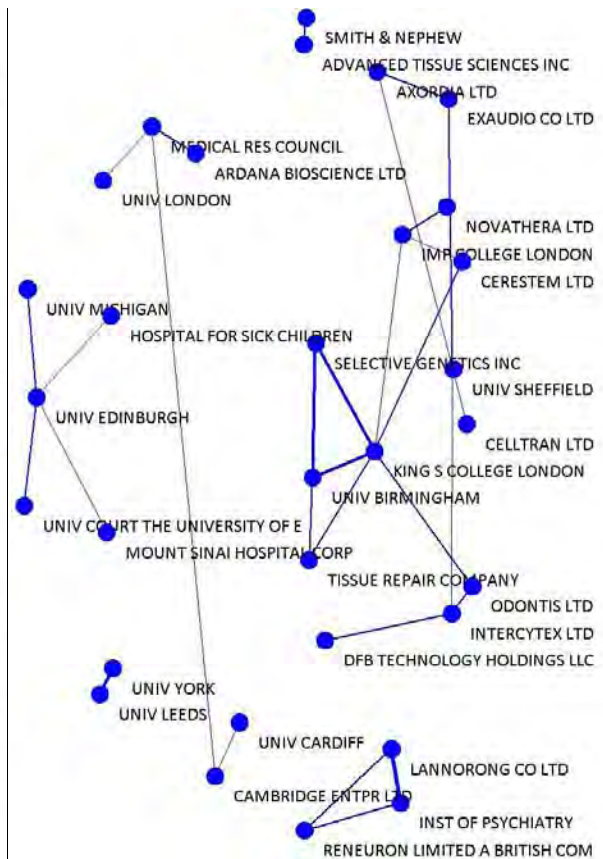 SMITH & NEPHEW
ADVANCED TISSUE SCIENCES INC
AXORDIA LTD
EXAUDIO CO LTD
MEDICAL RES COUNCIL
ARDANA BIOSCIENCE LTD
UNIV LONDON
NOVATHERA LTD
IMP COLLEGE LONDON
CERESTEM LTD
UNIV MICHIGAN
HOSPITAL FOR SICK CHILDREN
SELECTIVE GENETICS INC
UNIV SHEFFIELD
UNIV EDINBURGH
CELLTRAN LTD
KING S COLLEGE LONDON
UNIV BIRMINGHAM
UNIV COURT THE UNIVERSITY OF E
MOUNT SINAI HOSPITAL CORP
TISSUE REPAIR COMPANY
ODONTIS LTD
INTERCYTEX LTD
DFB TECHNOLOGY HOLDINGS LLC
UNIV YORK
UNIV LEEDS
UNIV CARDIFF
LANNORONG CO LTD
CAMBRIDGE ENTPR LTD
INST OF PSYCHIATRY
RENEURON LIMITED A BRITISH COM